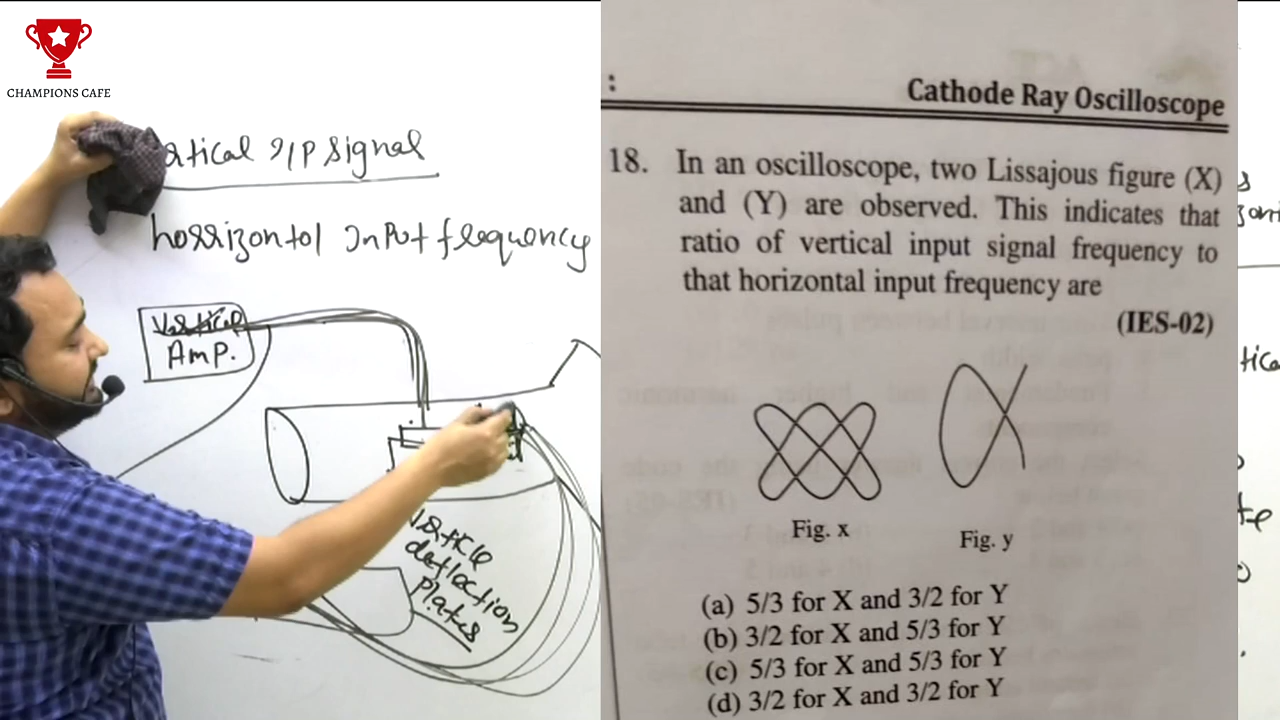 CHAMPIONS CAFE
rtical I/P signal
horrizontol Input frequency
Vertical
Amp.
Vertical
deflection
Plates
:
Cathode Ray Oscilloscope
18. In an oscilloscope, two Lissajous figure (X)
and (Y) are observed. This indicates that
ratio of vertical input signal frequency to
that horizontal input frequency are
(IES-02)
Fig. x
Fig. y
(a) 5/3 for X and 3/2 for Y
(b) 3/2 for X and 5/3 for Y
(c) 5/3 for X and 5/3 for Y
(d) 3/2 for X and 3/2 for Y